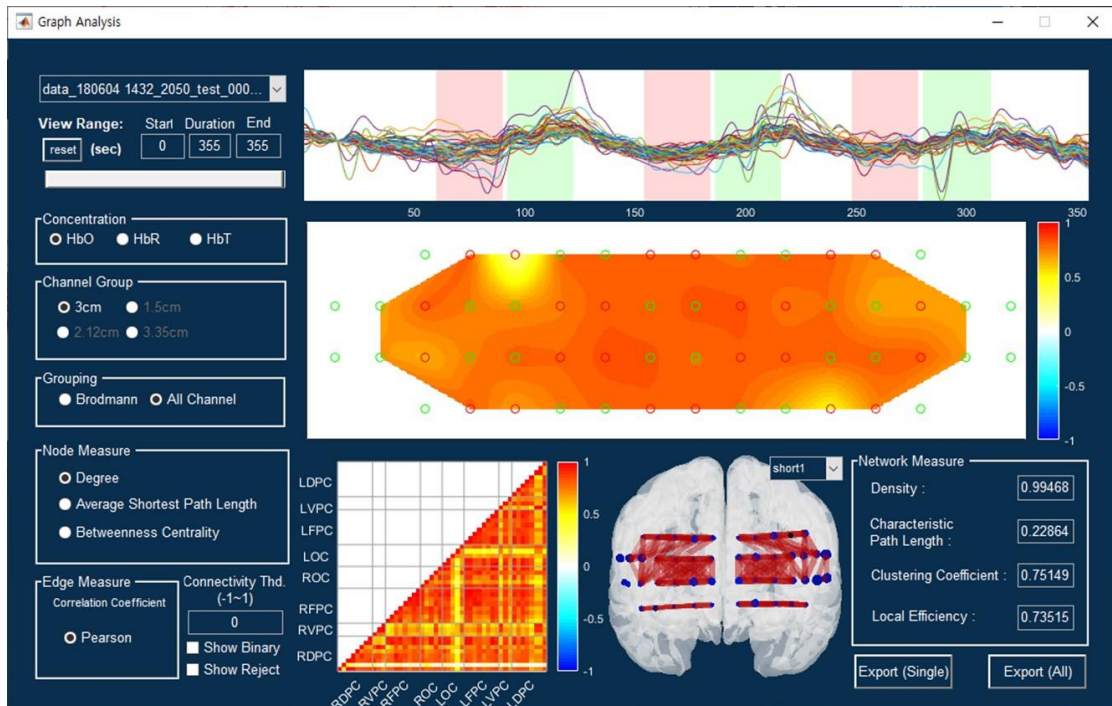 Graph Analysis
data_180604 1432_2050_test_000...
View Range: Start Duration End
reset (sec) 0 355 355
50 100 150 200 250 300 350
Concentration
HbO HbR HbT
Channel Group
3cm 1.5cm
2.12cm 3.35cm
Grouping
Brodmann All Channel
1
0.5
0
-0.5
-1
Node Measure
Degree
Average Shortest Path Length
Betweenness Centrality
Edge Measure
Correlation Coefficient
Pearson
Connectivity Thd.
(-1~1)
0
Show Binary
Show Reject
LDPC
LVPC
LFPC
LOC
ROC
RFPC
RVPC
RDPC
RDPC RVPC RFPC ROC LOC LFPC LVPC LDPC
1
0.5
0
-0.5
-1
short1
Network Measure
Density : 0.99468
Characteristic
Path Length : 0.22864
Clustering Coefficient : 0.75149
Local Efficiency : 0.73515
Export (Single) Export (All)